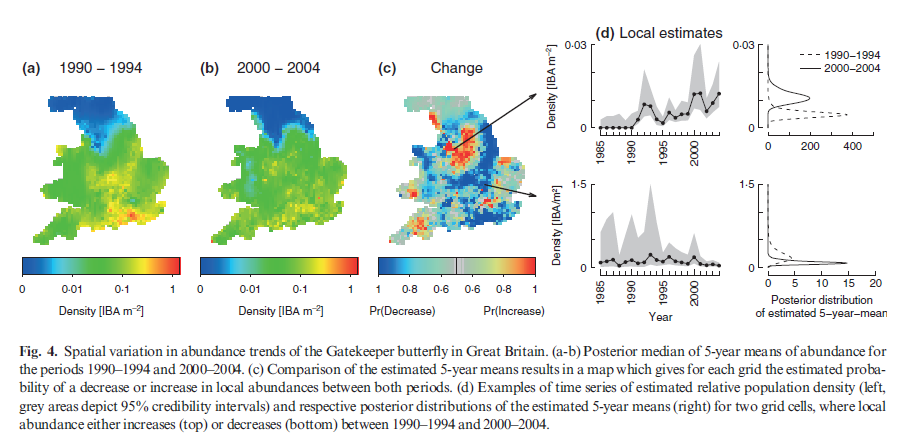 (d) Local estimates
(a) 1990 – 1994
(b) 2000 – 2004
(c) Change
Density [IBA m−2]
0·03
0
1985
1990
1995
2000
0·03
0
0 200 400
1990–1994
2000–2004
Density [IBA/m2]
1·5
0
1985
1990
1995
2000
Year
1·5
0
0 5 10 15 20
Posterior distribution
of estimated 5−year−mean
0 0·01 0·1 1
Density [IBA m−2]
0 0·01 0·1 1
Density [IBA m−2]
1 0·8 0·6 0·6 0·8 1
Pr(Decrease) Pr(Increase)
Fig. 4. Spatial variation in abundance trends of the Gatekeeper butterfly in Great Britain. (a-b) Posterior median of 5-year means of abundance for
the periods 1990–1994 and 2000–2004. (c) Comparison of the estimated 5-year means results in a map which gives for each grid the estimated proba-
bility of a decrease or increase in local abundances between both periods. (d) Examples of time series of estimated relative population density (left,
grey areas depict 95% credibility intervals) and respective posterior distributions of the estimated 5-year means (right) for two grid cells, where local
abundance either increases (top) or decreases (bottom) between 1990–1994 and 2000–2004.